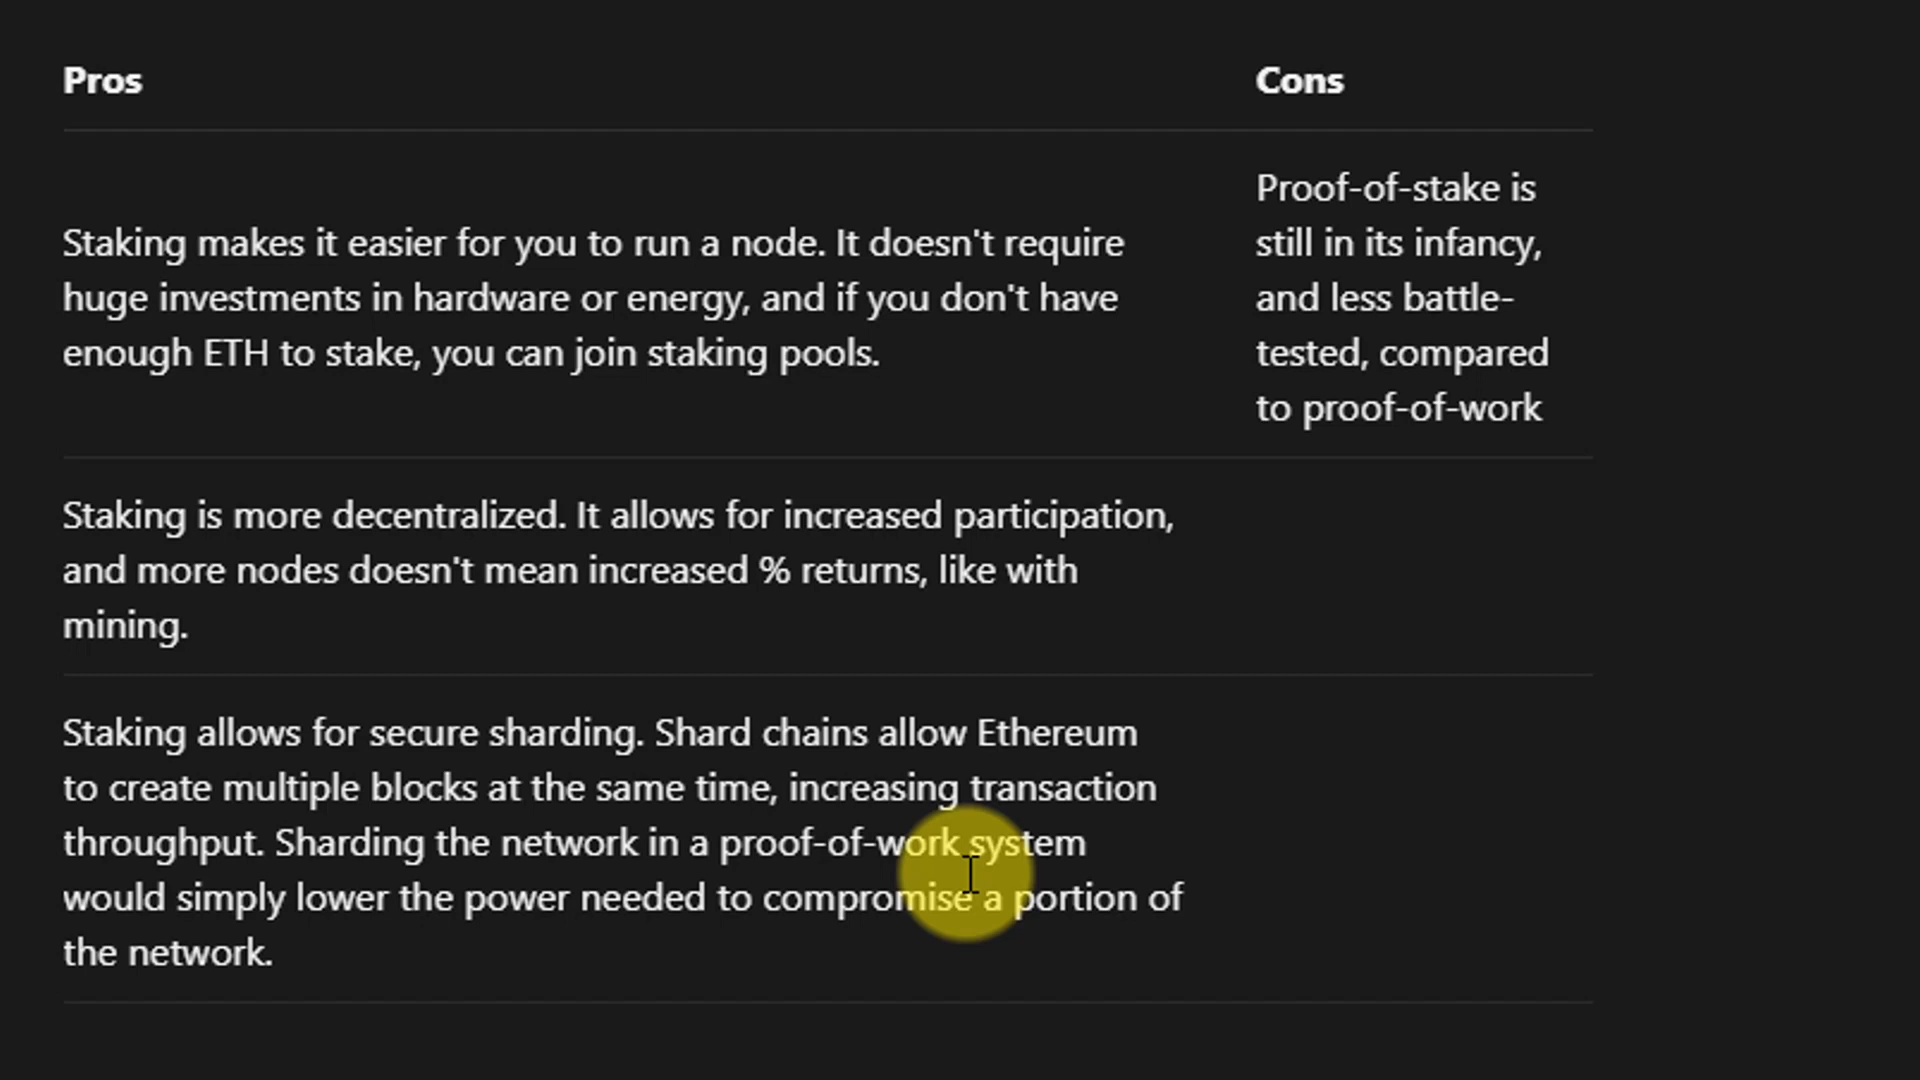 Pros
Cons
Staking makes it easier for you to run a node. It doesn't require
huge investments in hardware or energy, and if you don't have
enough ETH to stake, you can join staking pools.
Proof-of-stake is
still in its infancy,
and less battle-
tested, compared
to proof-of-work
Staking is more decentralized. It allows for increased participation,
and more nodes doesn't mean increased % returns, like with
mining.
Staking allows for secure sharding. Shard chains allow Ethereum
to create multiple blocks at the same time, increasing transaction
throughput. Sharding the network in a proof-of-work system
would simply lower the power needed to compromise a portion of
the network.